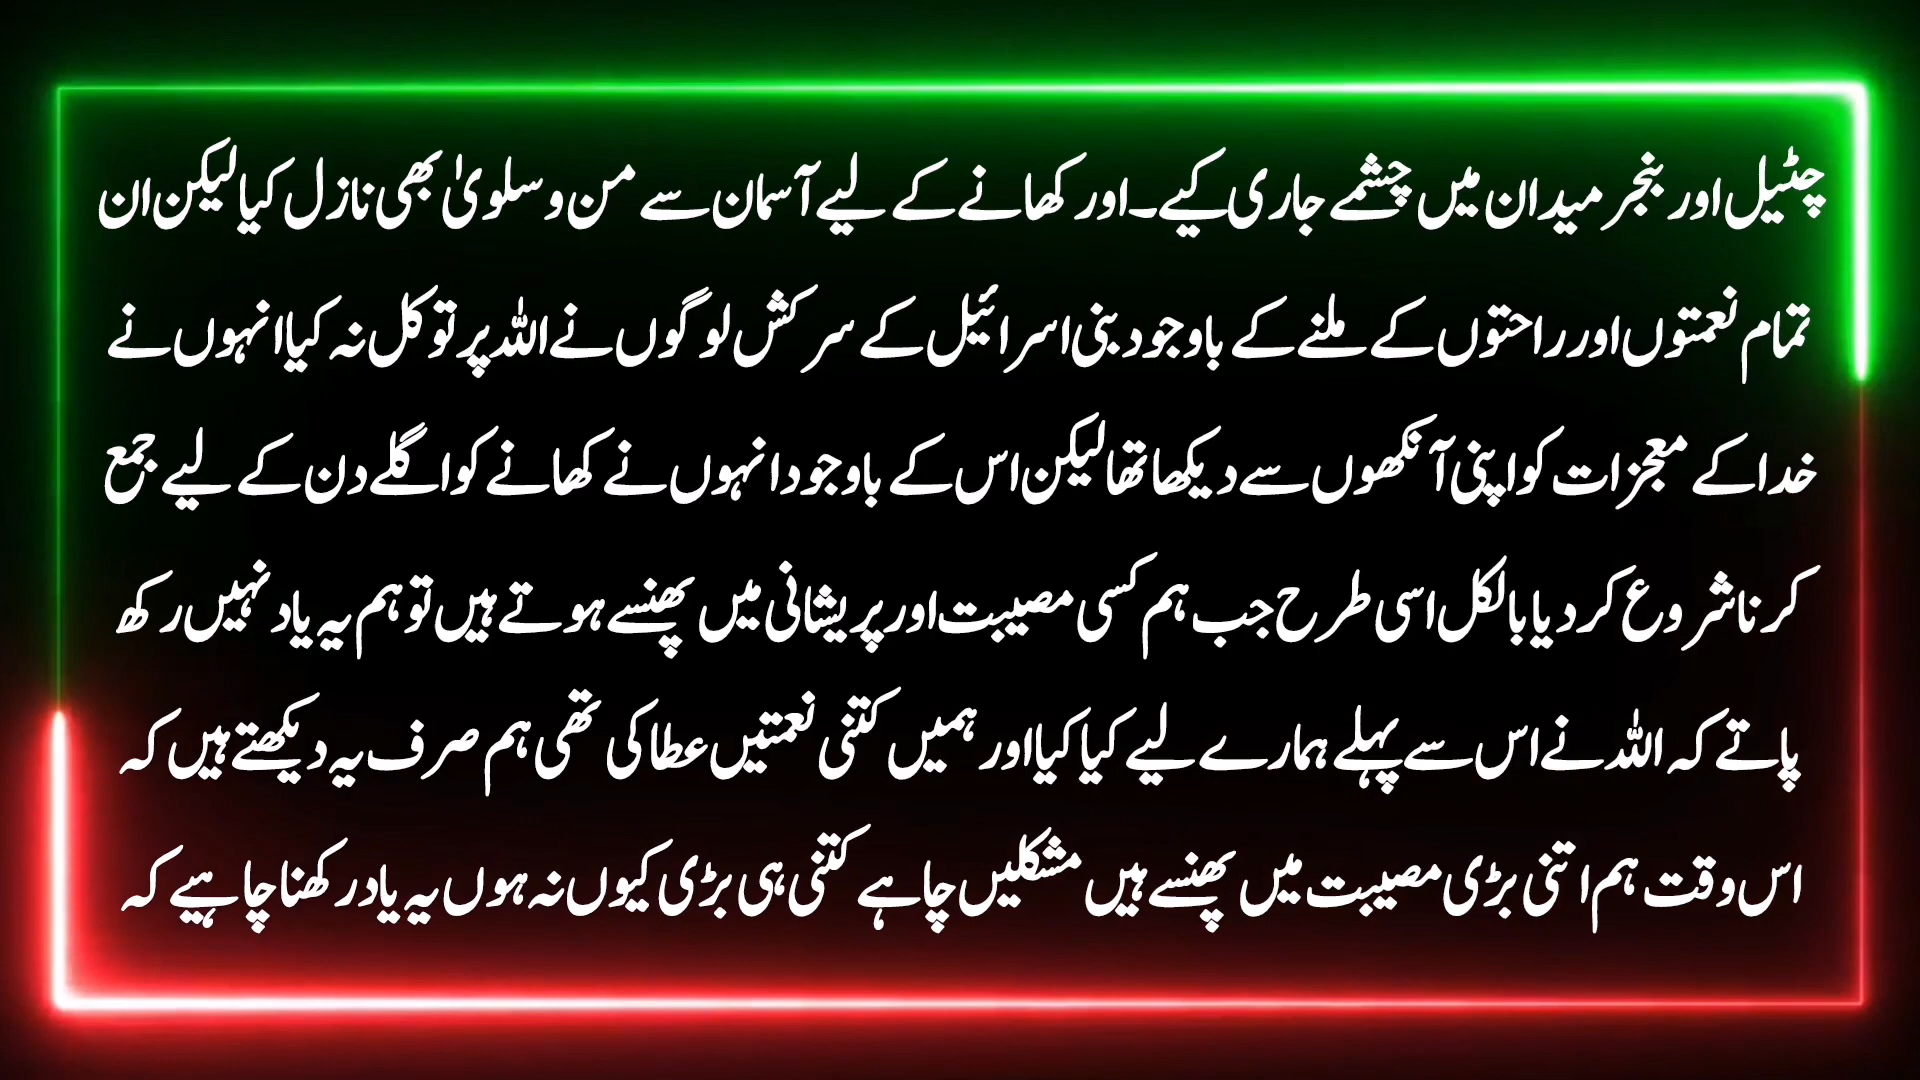 چٹیل اور بنجر میدان میں چشمے جاری کیے۔ اور کھانے کے لیے آسمان سے من و سلویٰ بھی نازل کیا لیکن ان
تمام نعمتوں اور راحتوں کے ملنے کے باوجود بنی اسرائیل کے سرکش لوگوں نے اللہ پر توکل نہ کیا انہوں نے
خدا کے معجزات کو اپنی آنکھوں سے دیکھا تھا لیکن اس کے باوجود انہوں نے کھانے کو اگلے دن کے لیے جمع
کرنا شروع کر دیا بالکل اسی طرح جب ہم کسی مصیبت اور پریشانی میں پھنسے ہوتے ہیں تو ہم یہ یاد نہیں رکھ
پاتے کہ اللہ نے اس سے پہلے ہمارے لیے کیا کیا اور ہمیں کتنی نعمتیں عطا کی تھی ہم صرف یہ دیکھتے ہیں کہ
اس وقت ہم اتنی بڑی مصیبت میں پھنسے ہیں مشکلیں چاہے کتنی ہی بڑی کیوں نہ ہوں یہ یاد رکھنا چاہیے کہ